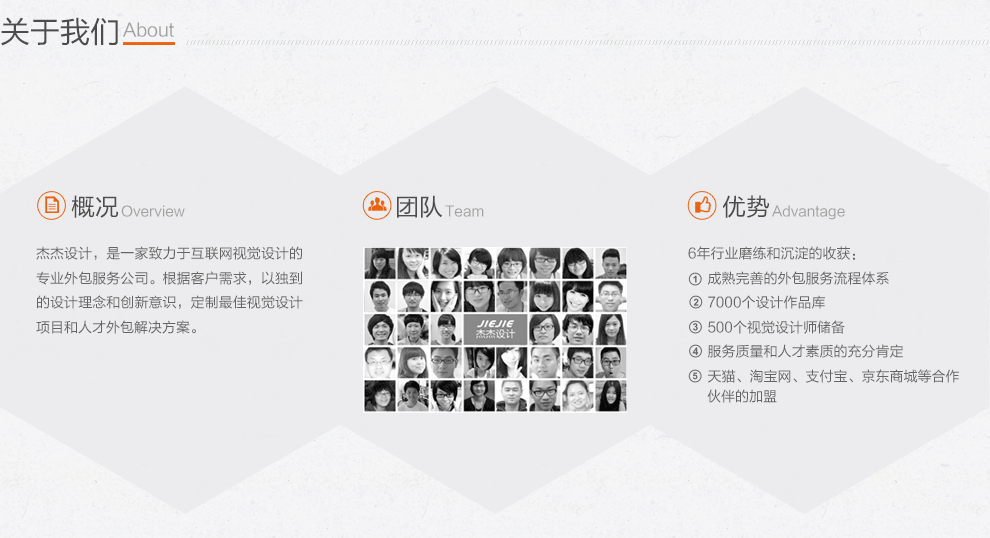 关于我们 About
概况 Overview
杰杰设计，是一家致力于互联网视觉设计的
专业外包服务公司。根据客户需求，以独到
的设计理念和创新意识，定制最佳视觉设计
项目和人才外包解决方案。
团队 Team
JIEJIE
杰杰设计
优势 Advantage
6年行业磨练和沉淀的收获；
① 成熟完善的外包服务流程体系
② 7000个设计作品库
③ 500个视觉设计师储备
④ 服务质量和人才素质的充分肯定
⑤ 天猫、淘宝网、支付宝、京东商城等合作
伙伴的加盟